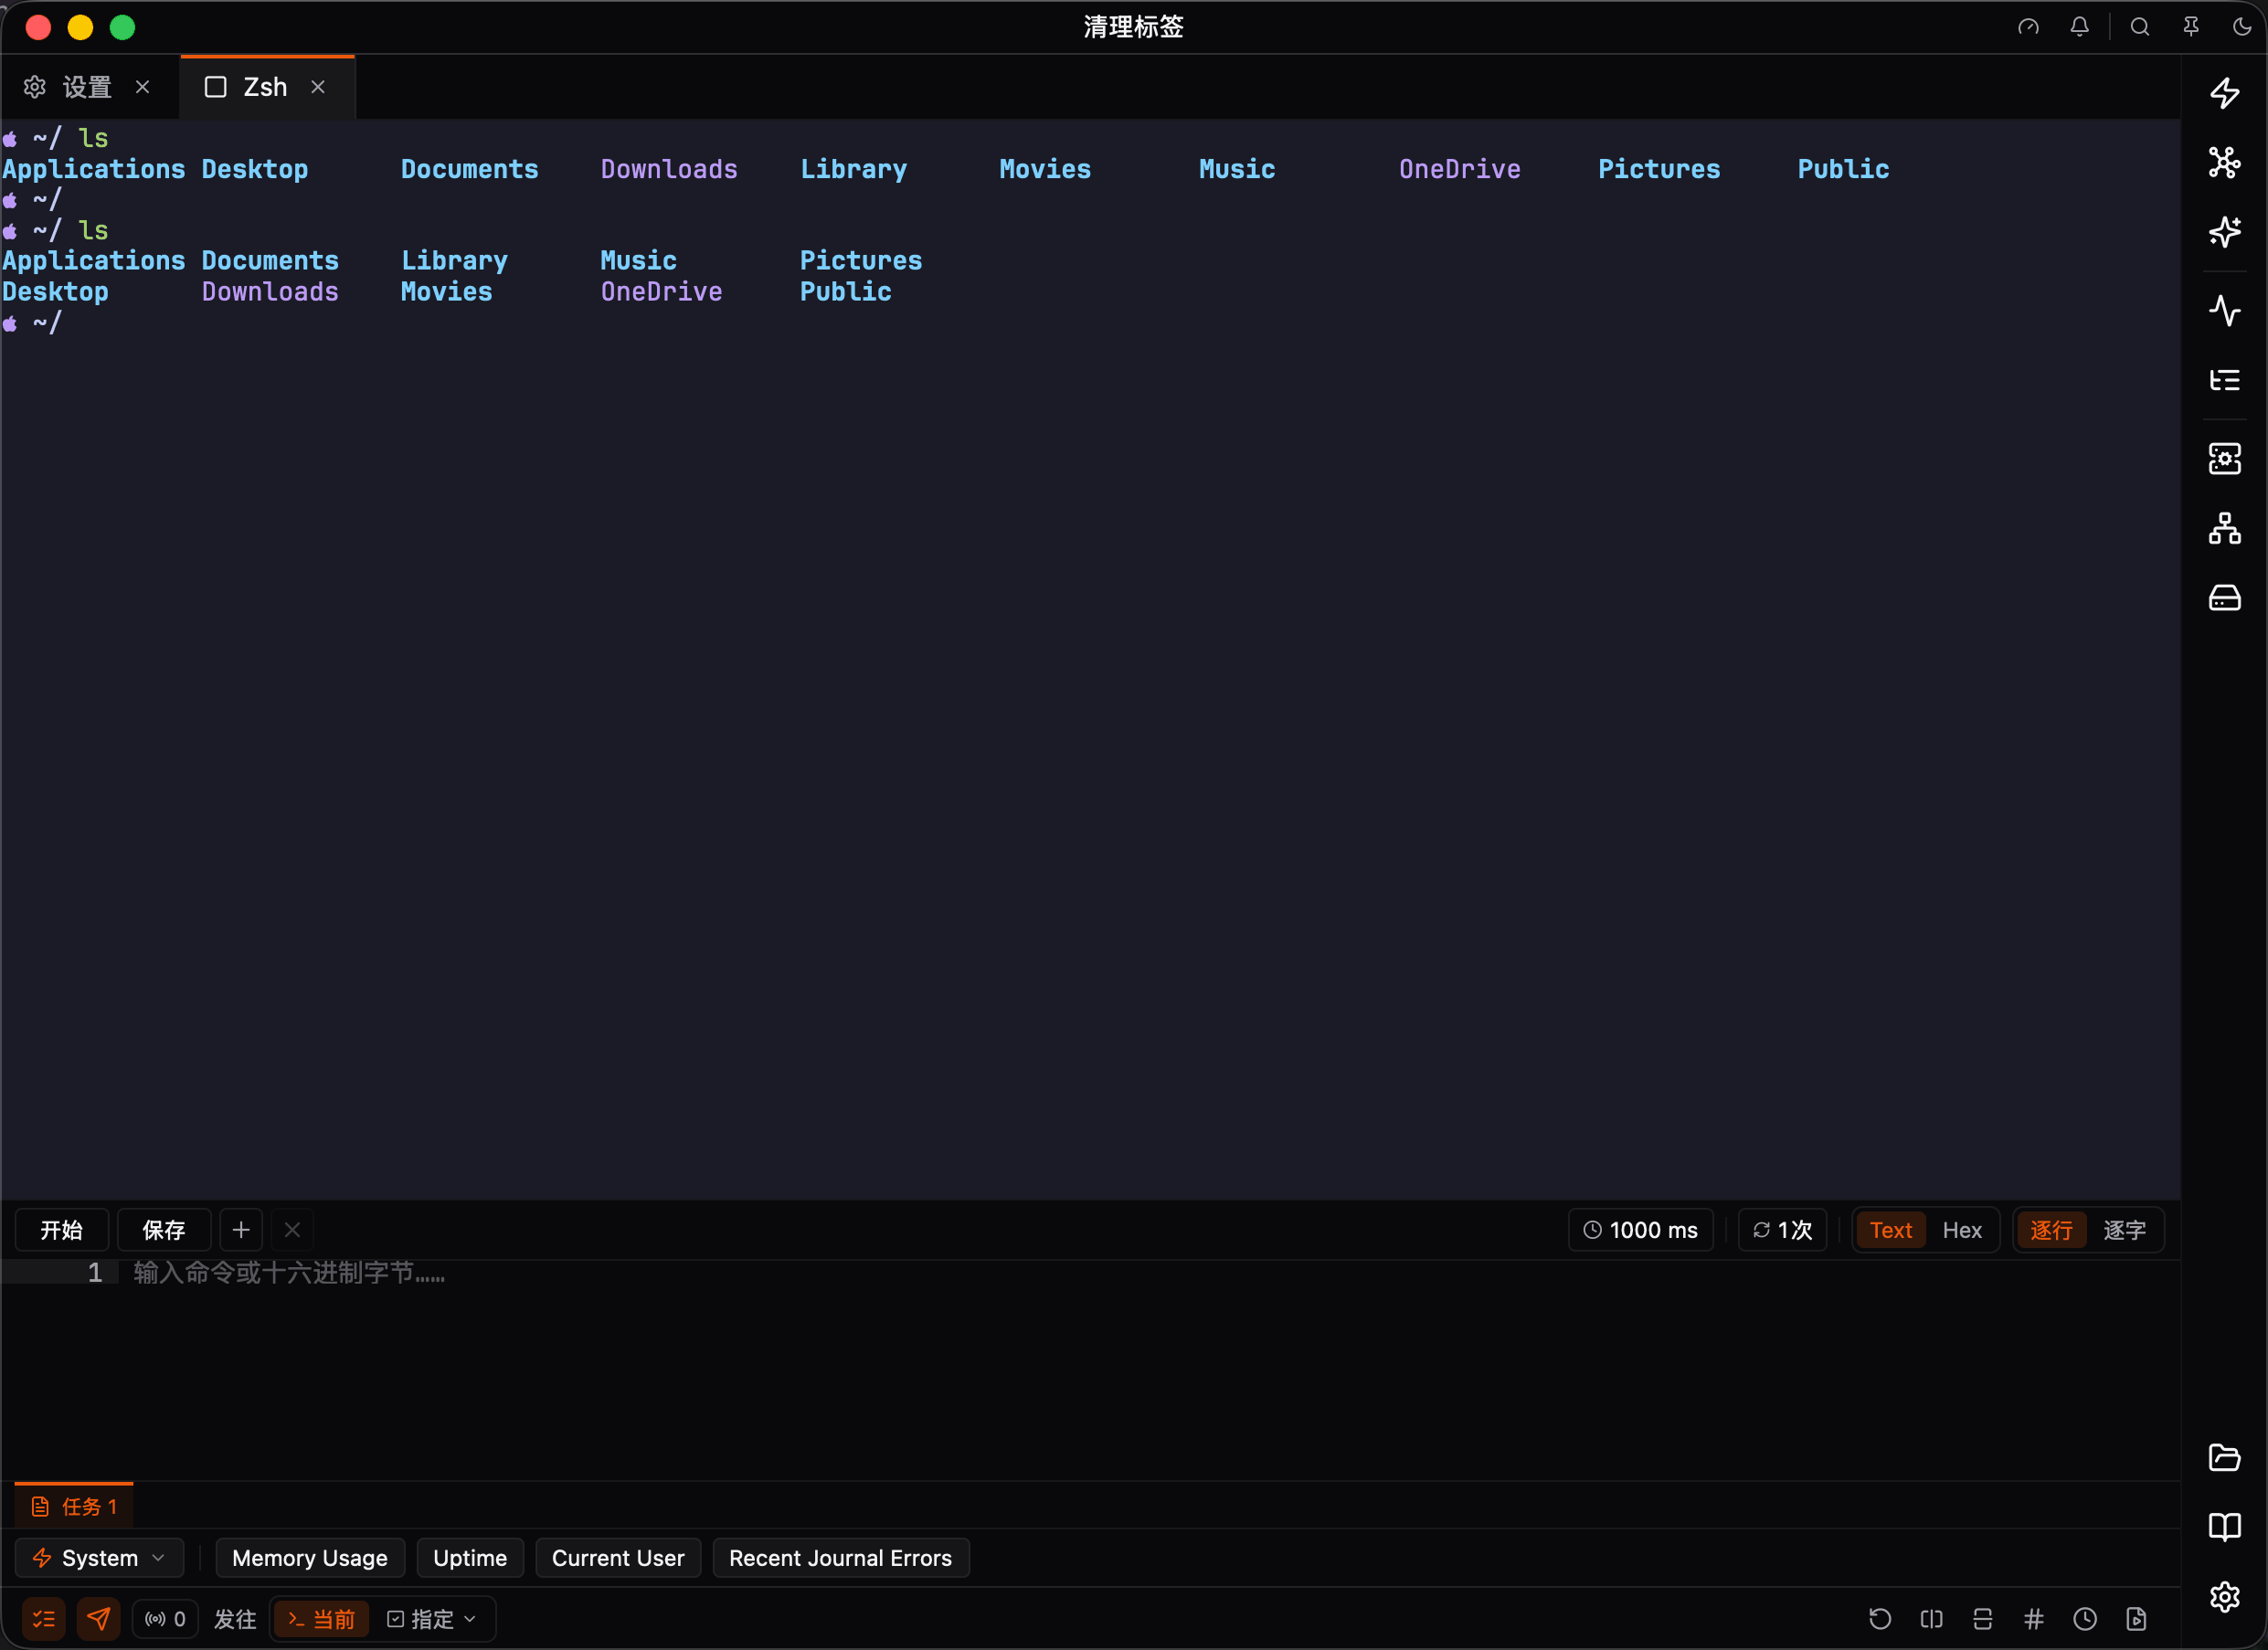 清理标签
设置 Zsh
~/ ls
Applications Desktop Documents Downloads Library Movies Music OneDrive Pictures Public
~/
~/ ls
Applications Documents Library Music Pictures
Desktop Downloads Movies OneDrive Public
~/
开始 保存 1000 ms 1次 Text Hex 逐行 逐字
1 输入命令或十六进制字节......
任务 1
System Memory Usage Uptime Current User Recent Journal Errors
0 发往 >_ 当前 指定